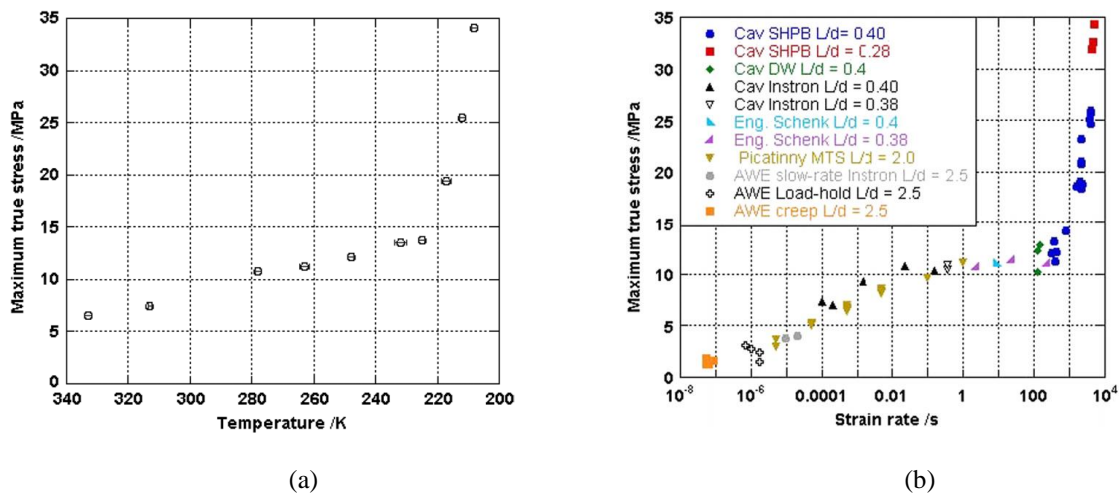 Maximum true stress /MPa
35
30
25
20
15
10
5
0
340 320 300 280 260 240 220 200
Temperature /K
(a)
Maximum true stress /MPa
35
30
25
20
15
10
5
0
Cav SHPB L/d= 0.40
Cav SHPB L/d = 0.28
Cav DW L/d = 0.4
Cav Instron L/d = 0.40
Cav Instron L/d = 0.38
Eng. Schenk L/d = 0.4
Eng. Schenk L/d = 0.38
Picatinny MTS L/d = 2.0
AWE slow-rate Instron L/d = 2.5
AWE Load-hold L/d = 2.5
AWE creep L/d = 2.5
10⁻⁸ 10⁻⁶ 0.0001 0.01 1 100 10⁴
Strain rate /s
(b)